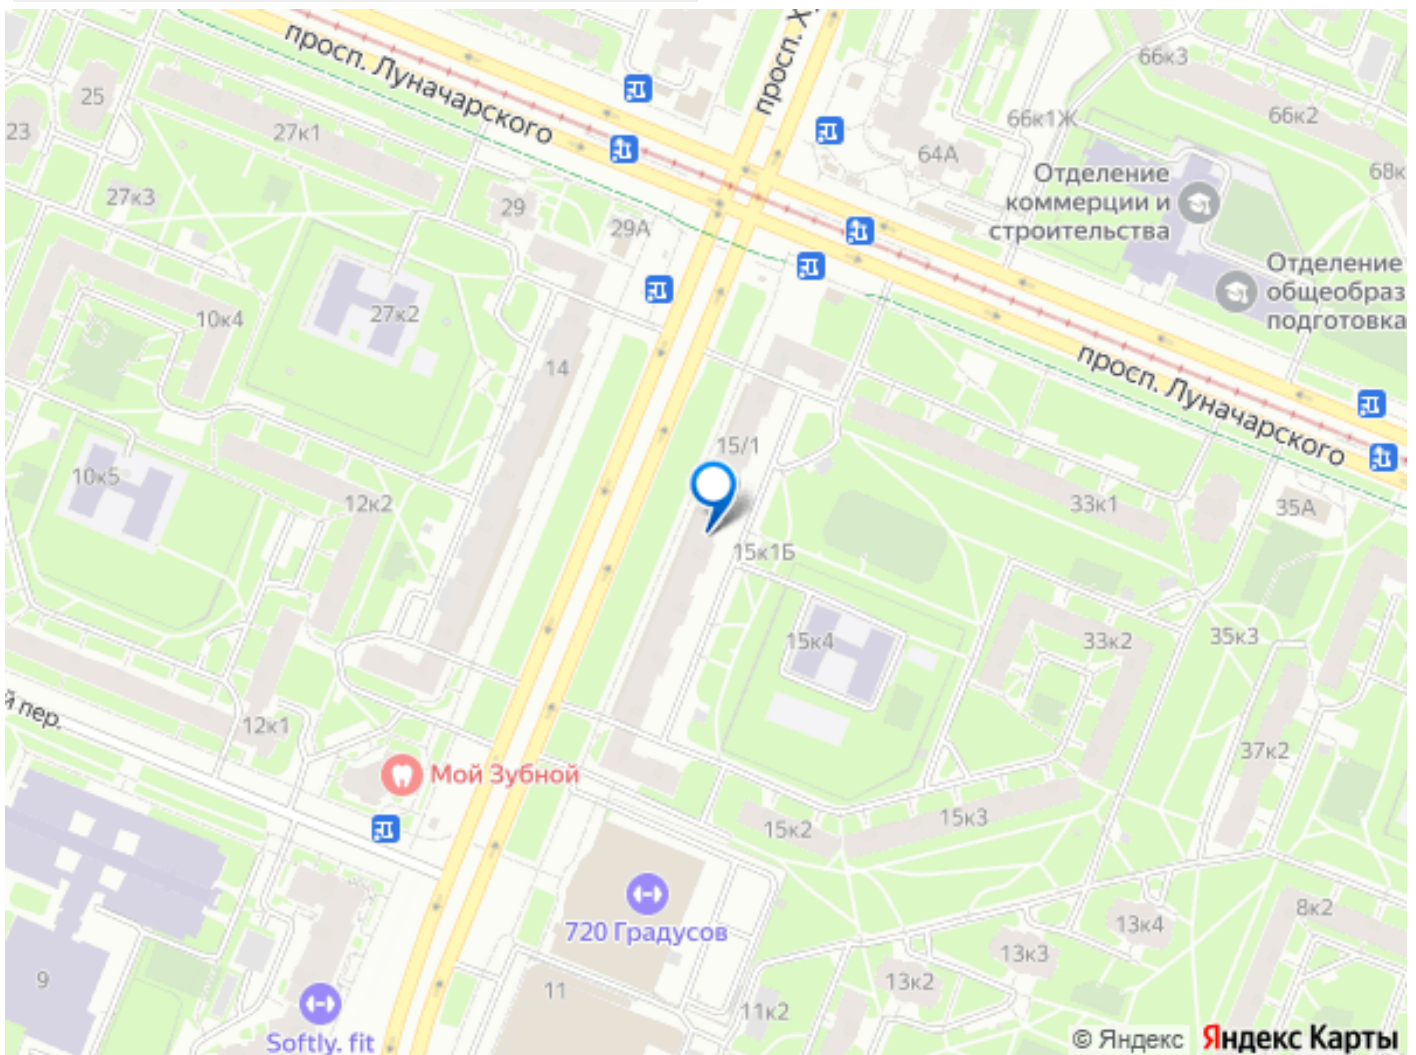 просп. Луначарского
просп. Х
66к3
25
23
27к1
66к2
66к1Ж
64А
68к
Отделение
коммерции и
строительства
27к3
29
29А
Отделение
общеобраз
подготовка
10к4
27к2
14
просп. Луначарского
15/1
10к5
12к2
33к1
35А
15к1Б
15к4
33к2
35к3
й пер.
12к1
37к2
Мой Зубной
15к2
15к3
720 Градусов
8к2
13к4
13к3
13к2
9
11
11к2
Softly. fit
© Яндекс Яндекс Карты